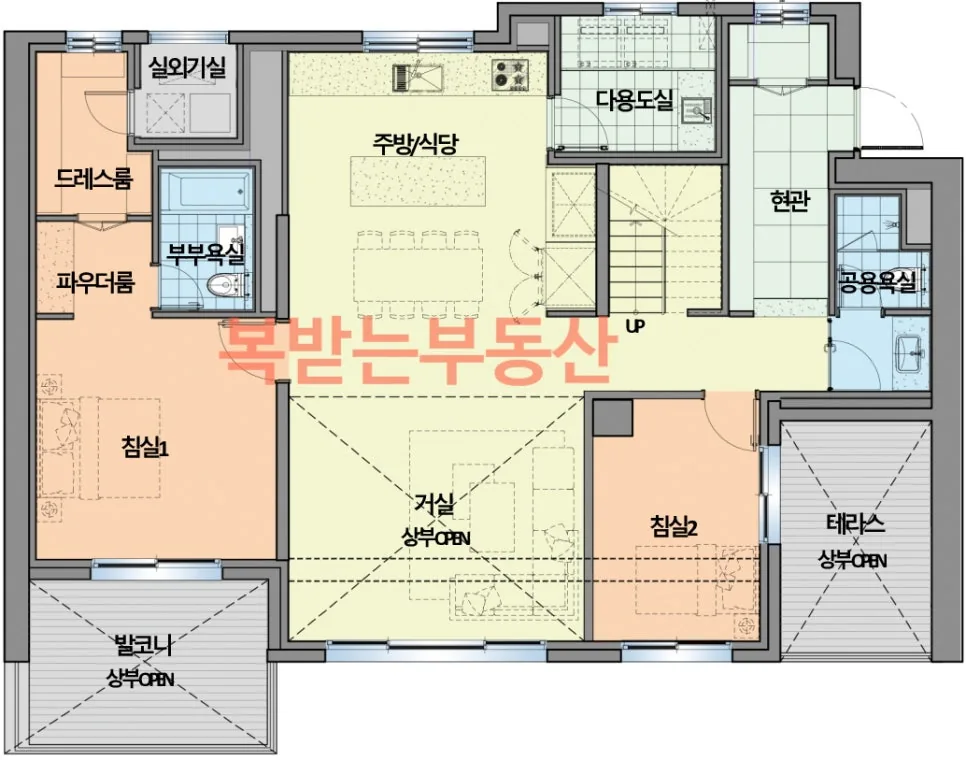 실외기실
다용도실
주방/식당
드레스룸
현관
부부욕실
파우더룸
공용욕실
UP
복받는부동산
침실1
거실
상부OPEN
침실2
테라스
상부OPEN
발코니
상부OPEN